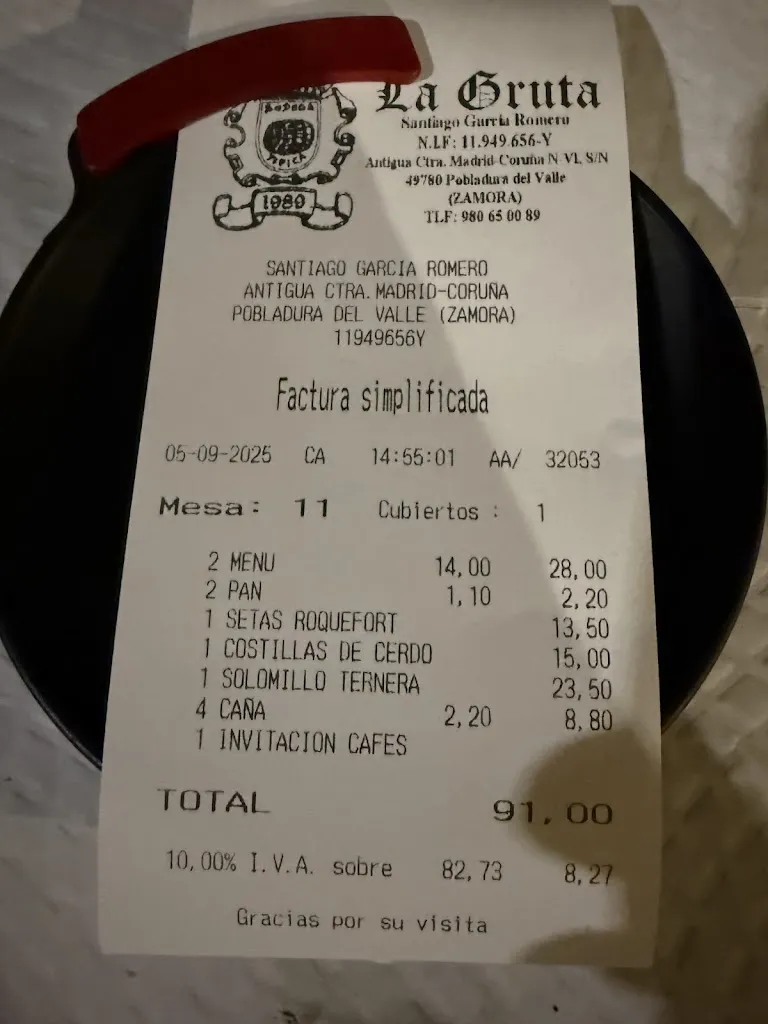 La Gruta
BODEGA
TIPICA
1989
Santiago García Romero
N.I.F: 11.949.656-Y
Antigua Ctra. Madrid-Coruña N-VI, S/N
49780 Pobladura del Valle
(ZAMORA)
TLF: 980 65 00 89
SANTIAGO GARCIA ROMERO
ANTIGUA CTRA.MADRID-CORUÑA
POBLADURA DEL VALLE (ZAMORA)
11949656Y
Factura simplificada
05-09-2025 CA 14:55:01 AA/ 32053
Mesa: 11 Cubiertos : 1
2 MENU 14,00 28,00
2 PAN 1,10 2,20
1 SETAS ROQUEFORT 13,50
1 COSTILLAS DE CERDO 15,00
1 SOLOMILLO TERNERA 23,50
4 CAÑA 2,20 8,80
1 INVITACION CAFES
TOTAL 91,00
10,00% I.V.A. sobre 82,73 8,27
Gracias por su visita